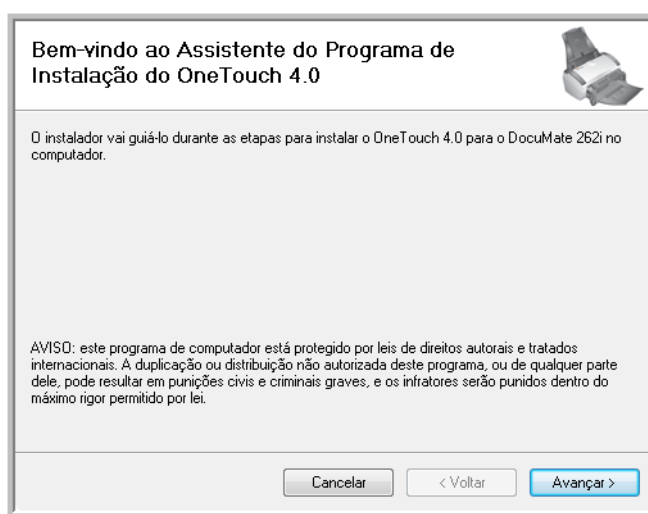 Bem-vindo ao Assistente do Programa de
Instalação do OneTouch 4.0
O instalador vai guiá-lo durante as etapas para instalar o OneTouch 4.0 para o DocuMate 262i no
computador.
AVISO: este programa de computador está protegido por leis de direitos autorais e tratados
internacionais. A duplicação ou distribuição não autorizada deste programa, ou de qualquer parte
dele, pode resultar em punições civis e criminais graves, e os infratores serão punidos dentro do
máximo rigor permitido por lei.
Cancelar
< Voltar
Avançar >